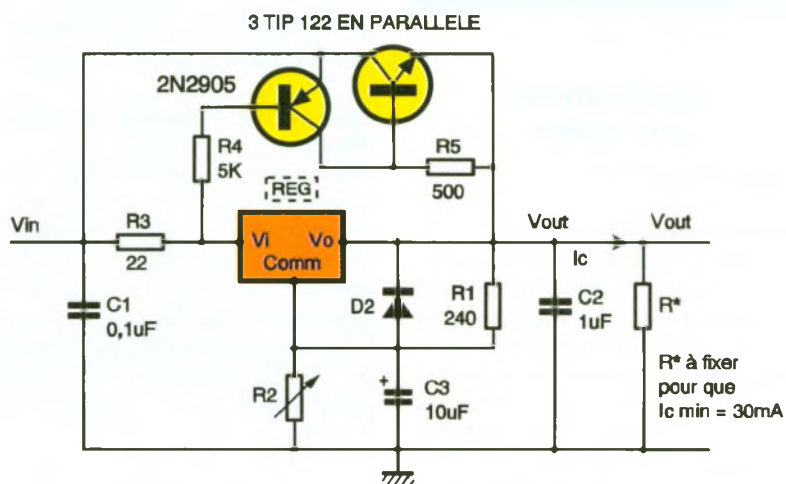 3 TIP 122 EN PARALLELE
2N2905
R4
5K
R5
500
REG
Vin
R3
22
Vi
Vo
Comm
Vout
Vout
Ic
C1
0,1uF
D2
R1
240
C2
1uF
R*
R2
+
C3
10uF
R* à fixer
pour que
Ic min = 30mA